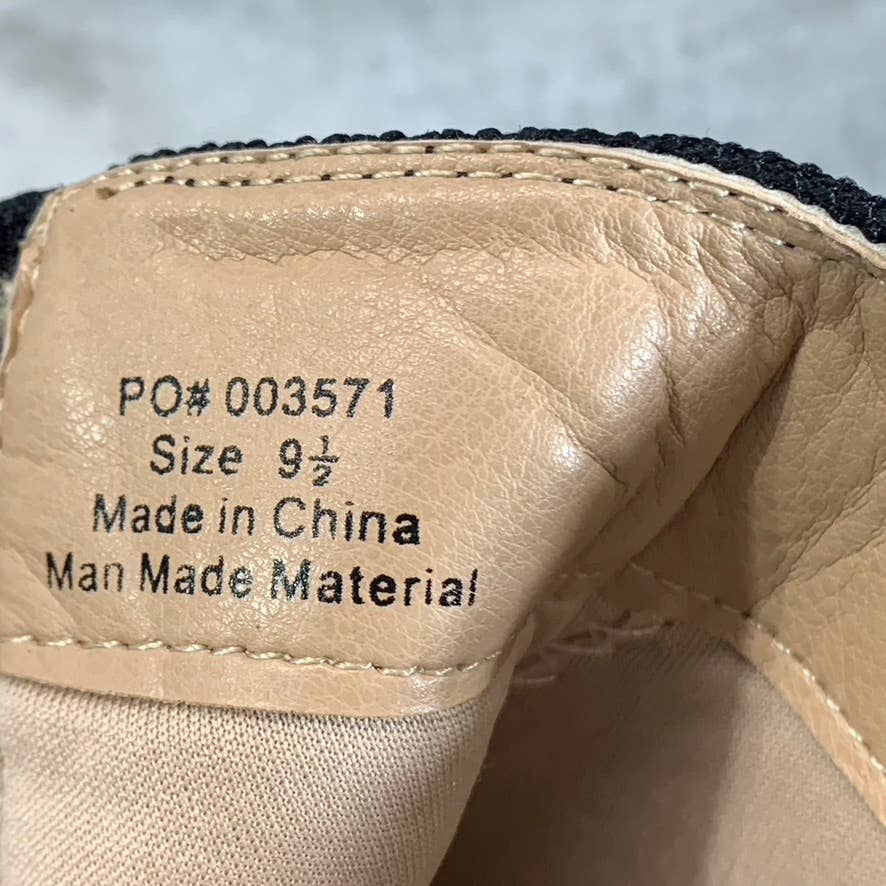 PO# 003571
Size 9½
Made in China
Man Made Material